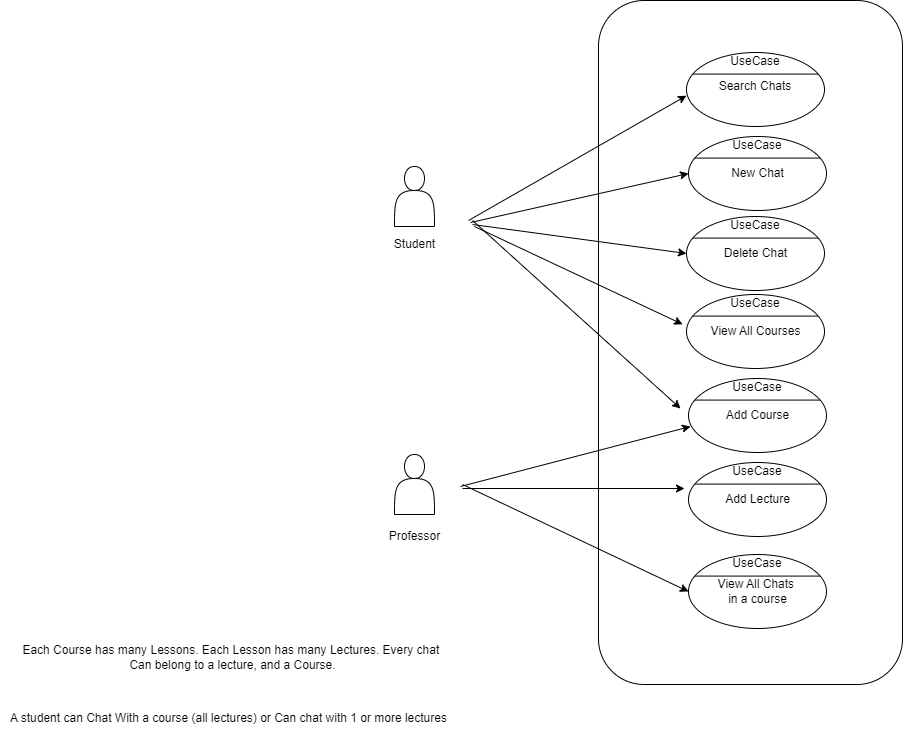 UseCase
Search Chats
UseCase
New Chat
UseCase
Delete Chat
UseCase
View All Courses
UseCase
Add Course
UseCase
Add Lecture
UseCase
View All Chats
in a course
Student
Professor
Each Course has many Lessons. Each Lesson has many Lectures. Every chat
Can belong to a lecture, and a Course.
A student can Chat With a course (all lectures) or Can chat with 1 or more lectures